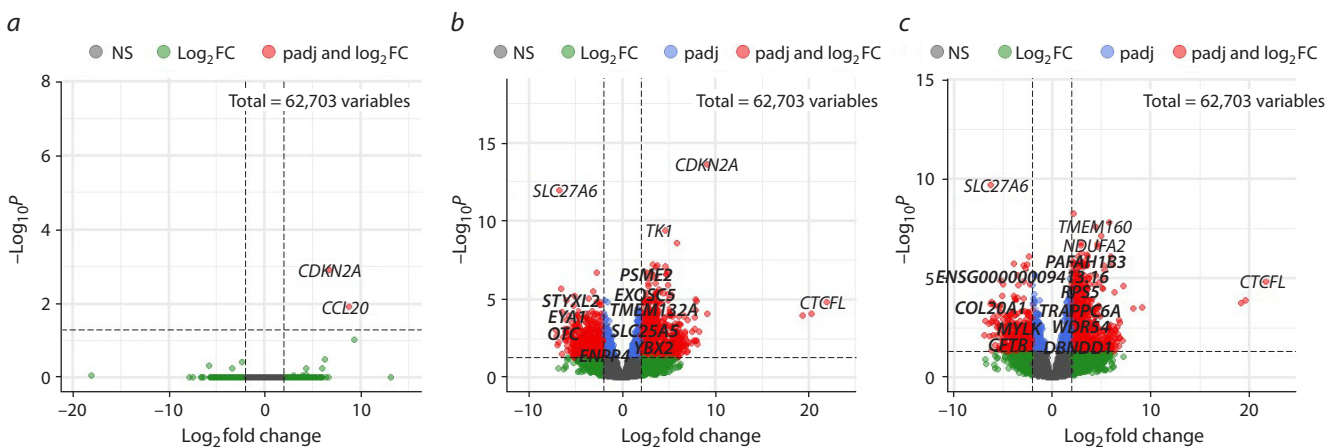 a
NS Log2FC padj and log2FC
Total = 62,703 variables
8
6
4
2
0
–Log10P
CDKN2A
CCL20
–20 –10 0 10
Log2 fold change
b
NS Log2FC padj padj and log2FC
Total = 62,703 variables
15
10
5
0
–Log10P
CDKN2A
SLC27A6
TK1
PSME2
EXOSC5
STYXL2
TMEM132A
CTCFL
EYA1
SLC25A5
OTC
YBX2
ENPP4
–10 0 10 20
Log2 fold change
c
NS Log2FC padj padj and log2FC
Total = 62,703 variables
15
10
5
0
–Log10P
SLC27A6
TMEM160
NDUFA2
PAFAH1B3
ENSG00000009413.16
CTCFL
RPS5
COL20A1
TRAPPC6A
MYLK
WDR54
CFTR
DBNDD1
–10 0 10 20
Log2 fold change